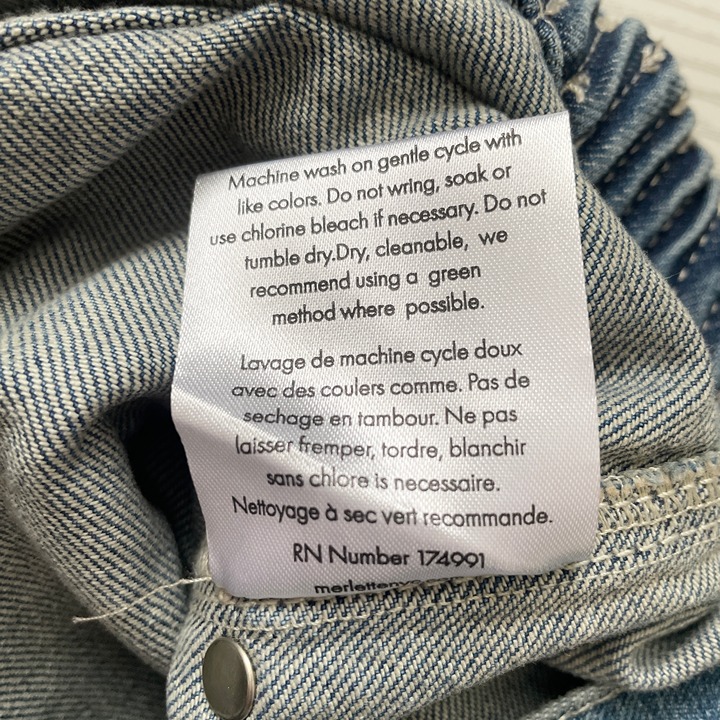 Machine wash on gentle cycle with
like colors. Do not wring, soak or
use chlorine bleach if necessary. Do not
tumble dry.Dry, cleanable, we
recommend using a green
method where possible.
Lavage de machine cycle doux
avec des coulers comme. Pas de
sechage en tambour. Ne pas
laisser fremper, tordre, blanchir
sans chlore is necessaire.
Nettoyage à sec vert recommande.
RN Number 174991